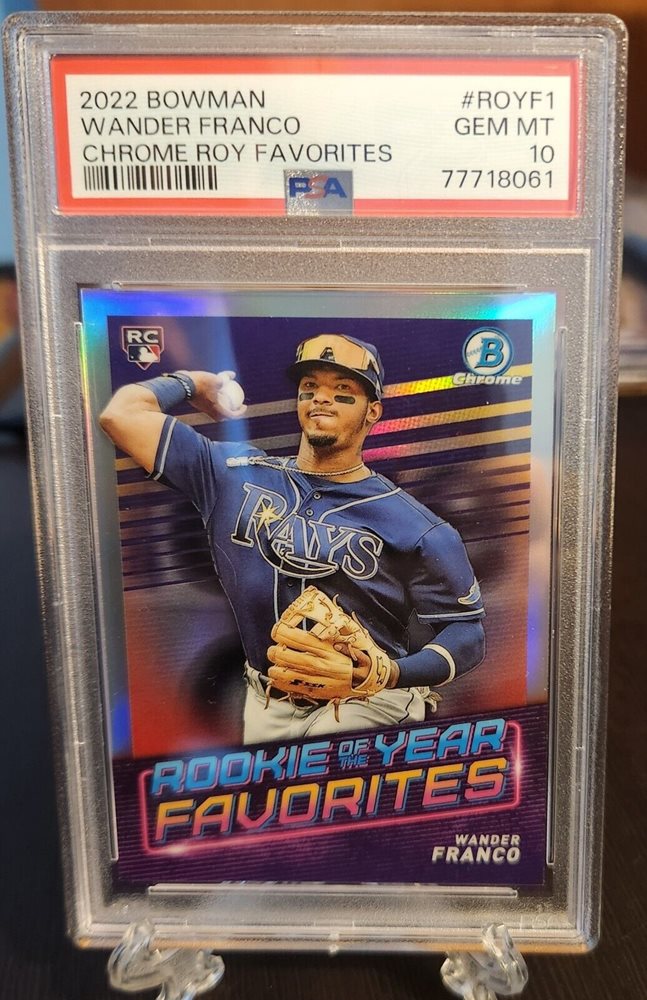 2022 BOWMAN #ROYF1
WANDER FRANCO GEM MT
CHROME ROY FAVORITES 10
PSA 77718061
RC
B
Chrome
RAYS
ROOKIE OF THE YEAR
FAVORITES
WANDER
FRANCO